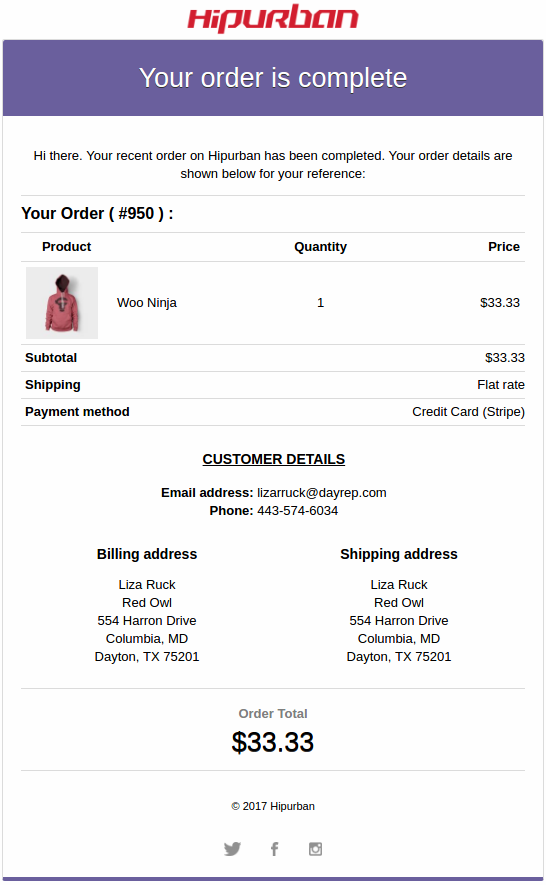 Hipurban
Your order is complete
Hi there. Your recent order on Hipurban has been completed. Your order details are
shown below for your reference:
Your Order ( #950 ) :
Product Quantity Price
Woo Ninja 1 $33.33
Subtotal $33.33
Shipping Flat rate
Payment method Credit Card (Stripe)
CUSTOMER DETAILS
Email address: lizarruck@dayrep.com
Phone: 443-574-6034
Billing address
Liza Ruck
Red Owl
554 Harron Drive
Columbia, MD
Dayton, TX 75201
Shipping address
Liza Ruck
Red Owl
554 Harron Drive
Columbia, MD
Dayton, TX 75201
Order Total
$33.33
© 2017 Hipurban